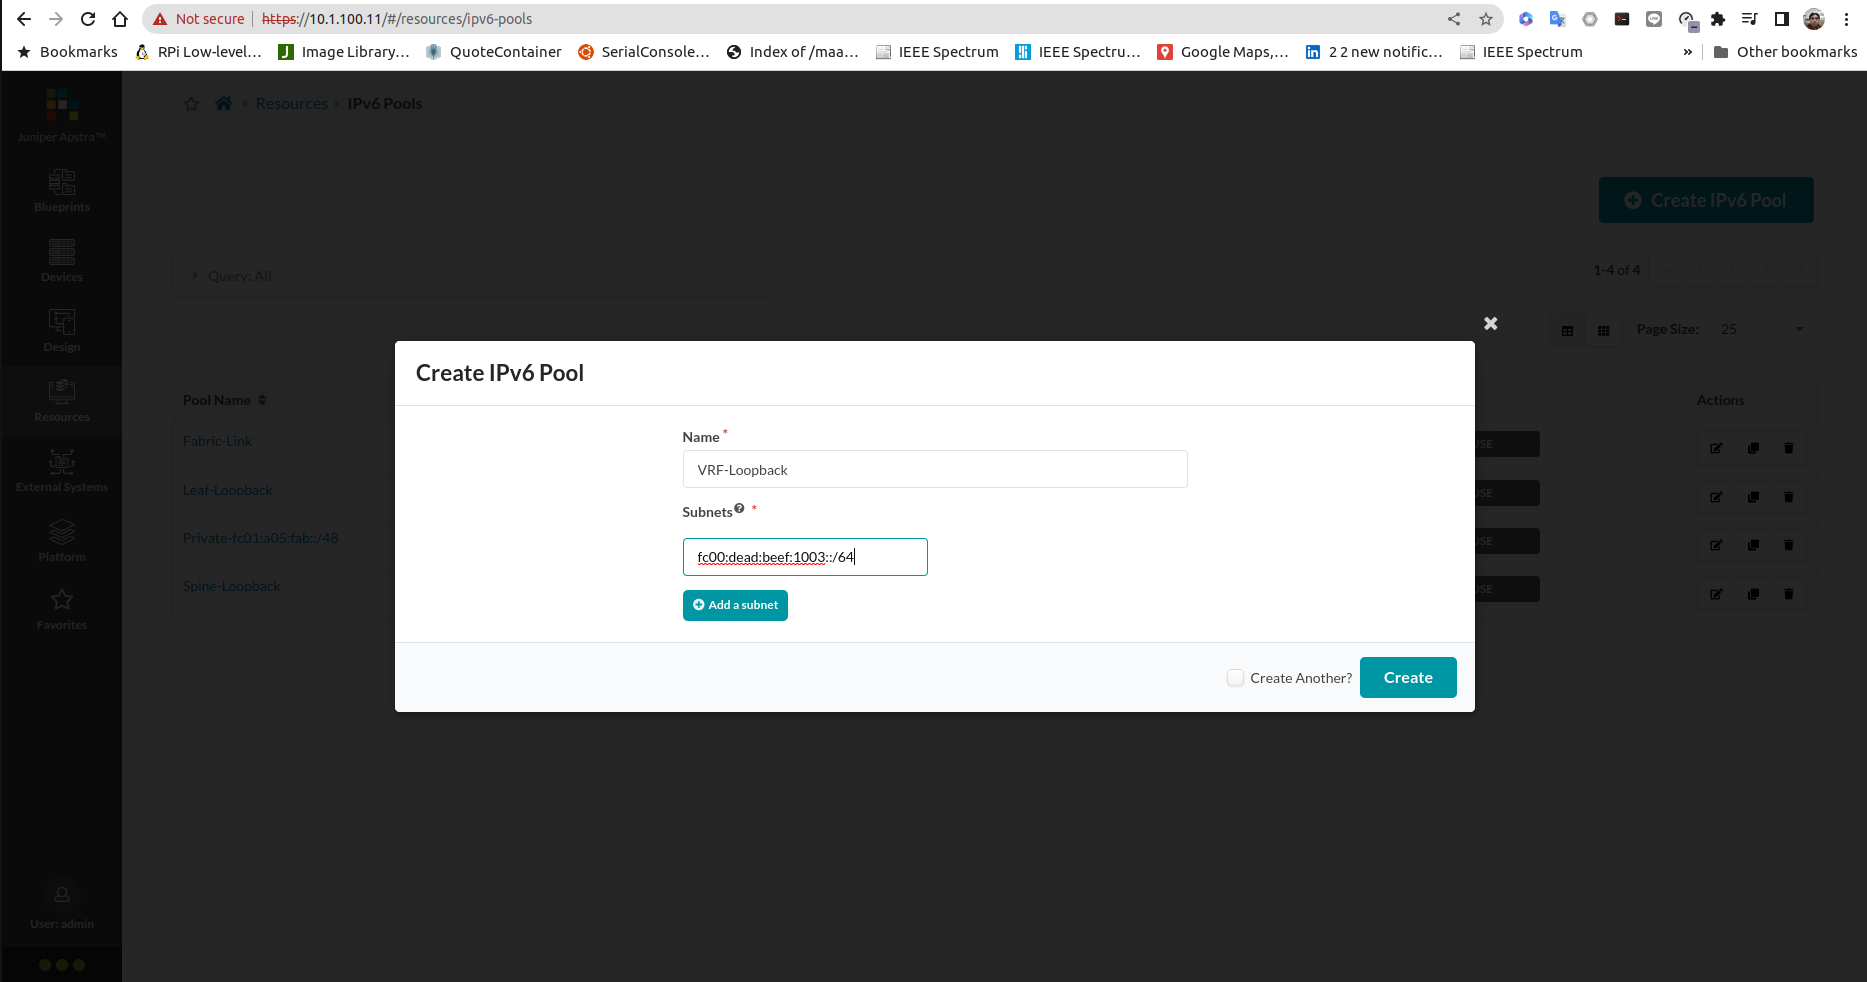 Not secure https://10.1.100.11/#/resources/ipv6-pools
Bookmarks RPi Low-level... Image Library... QuoteContainer SerialConsole... Index of /maa... IEEE Spectrum IEEE Spectru... Google Maps,... 2 2 new notific... IEEE Spectrum » Other bookmarks
Juniper Apstra™
Blueprints
Devices
Design
Resources
External Systems
Platform
Favorites
User: admin
Resources IPv6 Pools
Create IPv6 Pool
Query: All
1-4 of 4
Page Size: 25
Pool Name Actions
Fabric-Link USE
Leaf-Loopback USE
Private-fc01:a05:fab::/48 USE
Spine-Loopback USE
Create IPv6 Pool
Name *
VRF-Loopback
Subnets ? *
fc00:dead:beef:1003::/64
Add a subnet
Create Another? Create